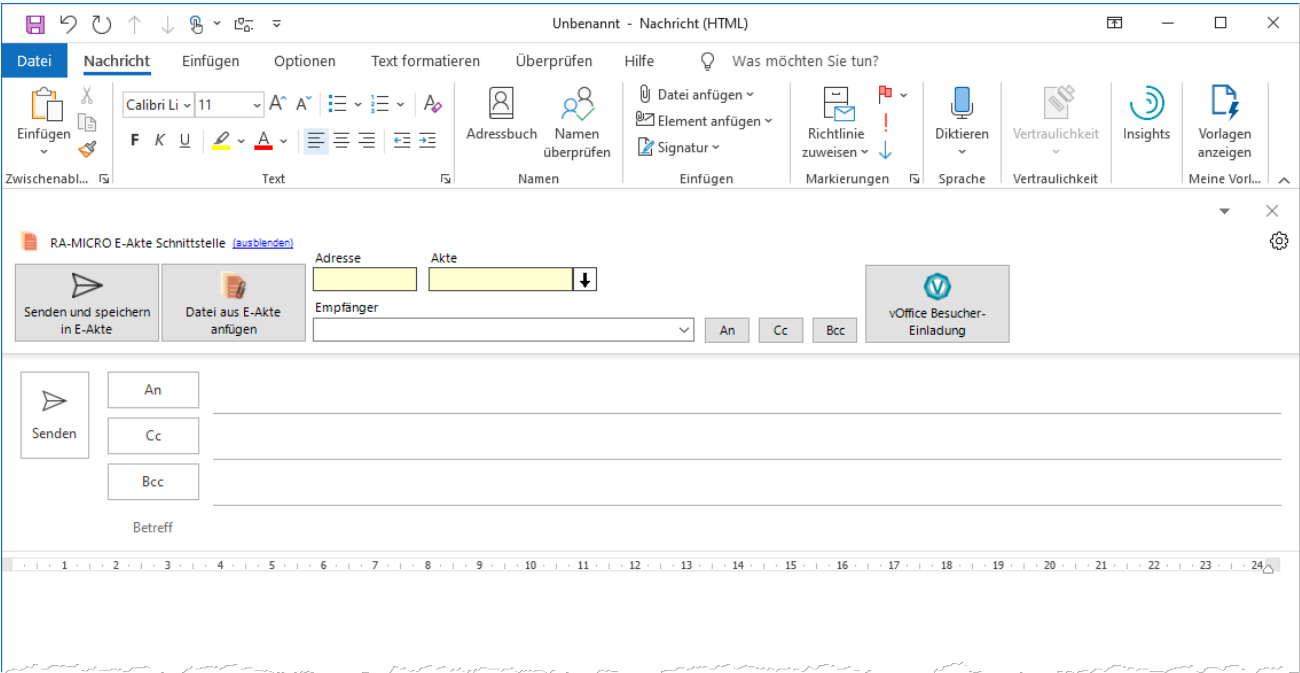 Unbenannt - Nachricht (HTML)
Datei Nachricht Einfügen Optionen Text formatieren Überprüfen Hilfe Was möchten Sie tun?
Einfügen
Calibri Li 11
F K U
Adressbuch
Namen
überprüfen
Datei anfügen
Element anfügen
Signatur
Richtlinie
zuweisen
Diktieren
Vertraulichkeit
Insights
Vorlagen
anzeigen
Zwischenabl... Text Namen Einfügen Markierungen Sprache Vertraulichkeit Meine Vorl...
RA-MICRO E-Akte Schnittstelle (ausblenden)
Senden und speichern
in E-Akte
Datei aus E-Akte
anfügen
Adresse Akte
Empfänger
An Cc Bcc
vOffice Besucher-
Einladung
Senden
An
Cc
Bcc
Betreff
1 2 3 4 5 6 7 8 9 10 11 12 13 14 15 16 17 18 19 20 21 22 23 24